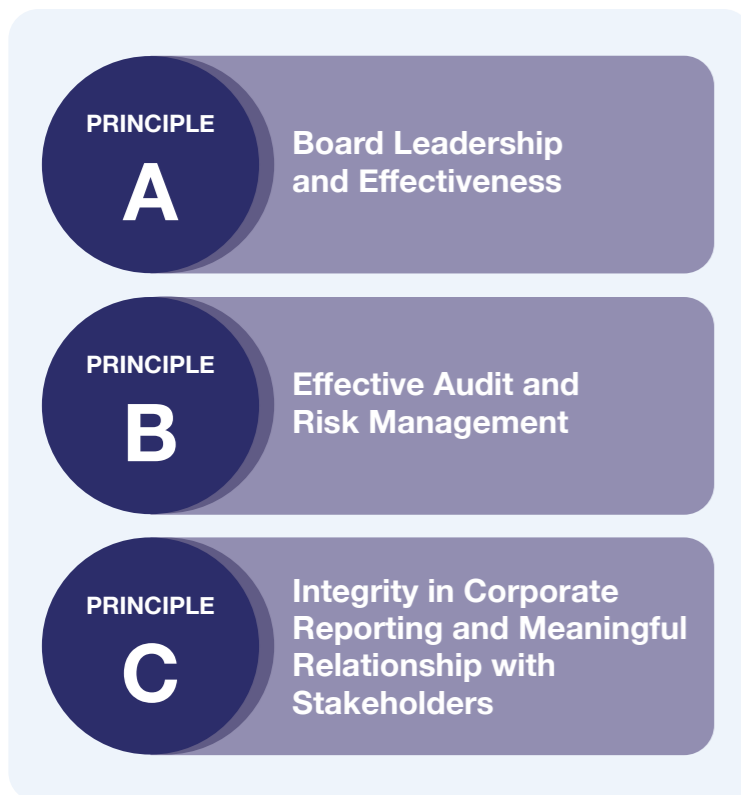 PRINCIPLE
A
Board Leadership
and Effectiveness
PRINCIPLE
B
Effective Audit and
Risk Management
PRINCIPLE
C
Integrity in Corporate
Reporting and Meaningful
Relationship with
Stakeholders